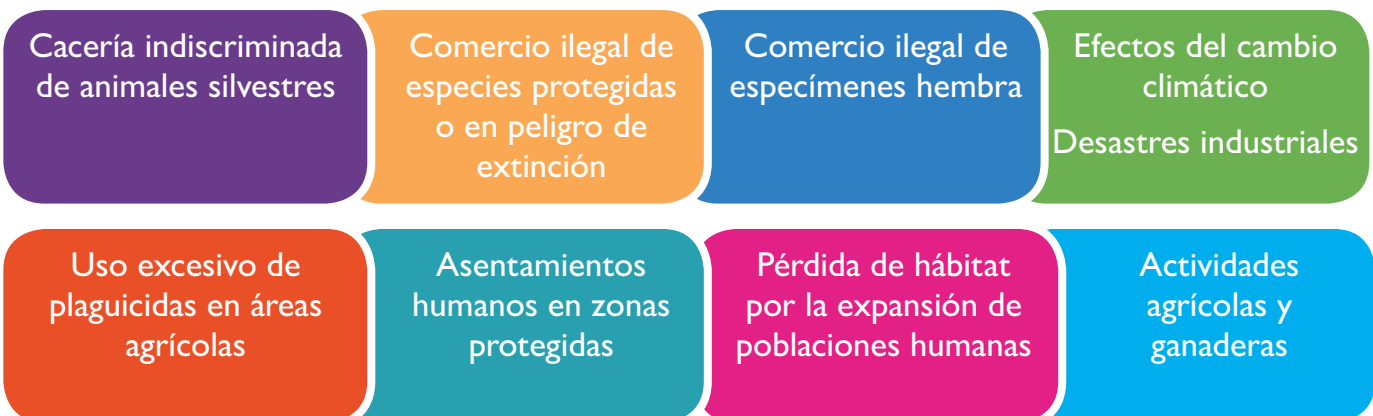 Cacería indiscriminada
de animales silvestres
Comercio ilegal de
especies protegidas
o en peligro de
extinción
Comercio ilegal de
especímenes hembra
Efectos del cambio
climático
Desastres industriales
Uso excesivo de
plaguicidas en áreas
agrícolas
Asentamientos
humanos en zonas
protegidas
Pérdida de hábitat
por la expansión de
poblaciones humanas
Actividades
agrícolas y
ganaderas